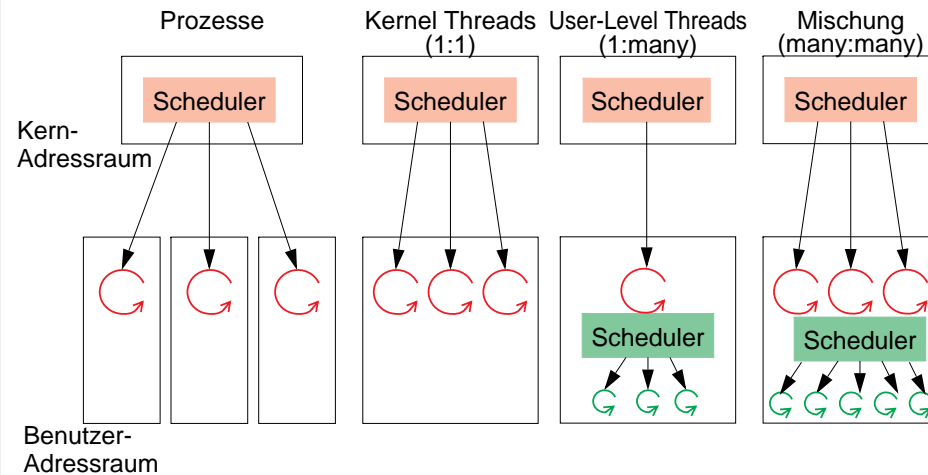 Prozesse
Kernel Threads
(1:1)
User-Level Threads
(1:many)
Mischung
(many:many)
Scheduler
Scheduler
Scheduler
Scheduler
Kern-
Adressraum
Scheduler
Scheduler
Benutzer-
Adressraum